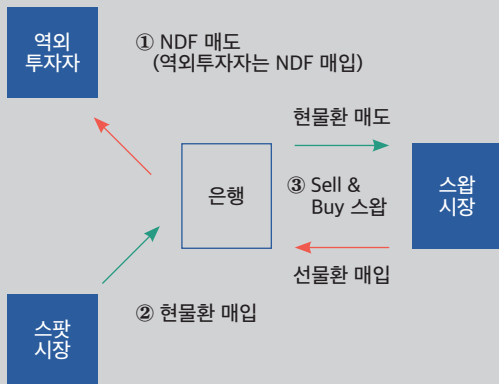 역외
투자자
① NDF 매도
(역외투자자는 NDF 매입)
현물환 매도
은행
③ Sell &
Buy 스왑
스왑
시장
선물환 매입
② 현물환 매입
스팟
시장